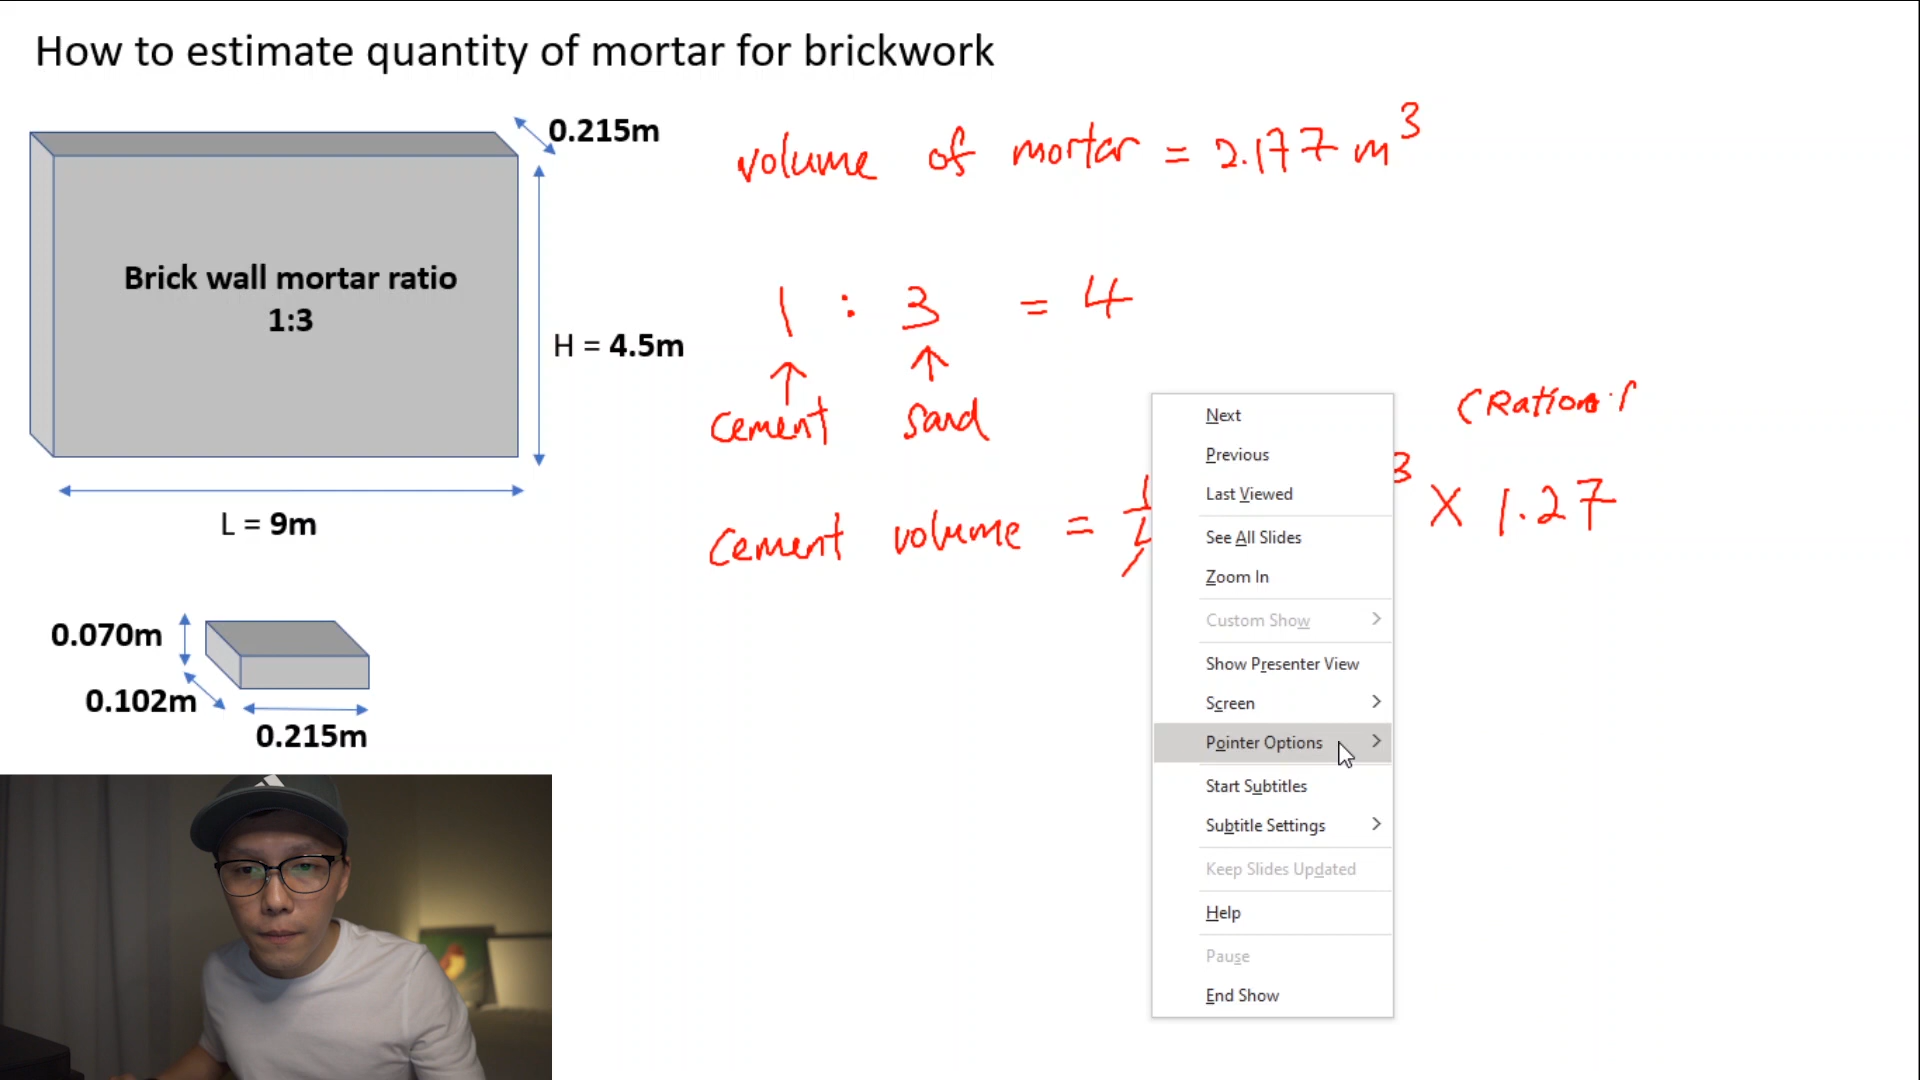 How to estimate quantity of mortar for brickwork
0.215m
volume of mortar = 2.177 m³
Brick wall mortar ratio
1:3
H = 4.5m
1 : 3 = 4
↑ ↑
cement sand
L = 9m
(Ration
cement volume = 1/ 3 X 1.27
0.070m
0.102m
0.215m
Next
Previous
Last Viewed
See All Slides
Zoom In
Custom Show
Show Presenter View
Screen
Pointer Options
Start Subtitles
Subtitle Settings
Keep Slides Updated
Help
Pause
End Show